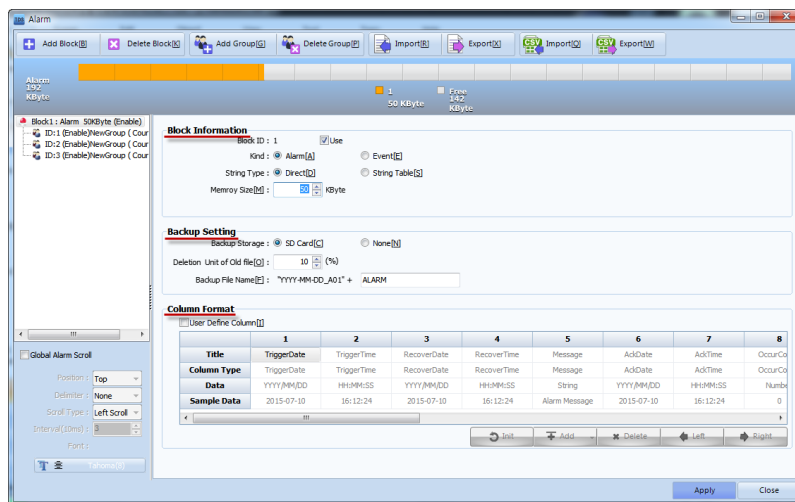 Alarm
Add Block[B] Delete Block[K] Add Group[G] Delete Group[P] Import[R] Export[X] CSV Import[Q] CSV Export[W]
Alarm
192
KByte
1
50 KByte
Free
142
KByte
Block1 : Alarm 50KByte (Enable)
ID:1 (Enable)NewGroup ( Cour
ID:2 (Enable)NewGroup ( Cour
ID:3 (Enable)NewGroup ( Cour
Block Information
Block ID : 1 Use
Kind : Alarm[A] Event[E]
String Type : Direct[D] String Table[S]
Memroy Size[M] : 50 KByte
Backup Setting
Backup Storage : SD Card[C] None[N]
Deletion Unit of Old file[O] : 10 (%)
Backup File Name[F] : "YYYY-MM-DD_A01" + ALARM
Column Format
User Define Column[I]
1 2 3 4 5 6 7 8
Title TriggerDate TriggerTime RecoverDate RecoverTime Message AckDate AckTime OccurCo
Column Type TriggerDate TriggerTime RecoverDate RecoverTime Message AckDate AckTime OccurCo
Data YYYY/MM/DD HH:MM:SS YYYY/MM/DD HH:MM:SS String YYYY/MM/DD HH:MM:SS Numbe
Sample Data 2015-07-10 16:12:24 2015-07-10 16:12:24 Alarm Message 2015-07-10 16:12:24 0
Init Add Delete Left Right
Global Alarm Scroll
Position : Top
Delimiter : None
Scroll Type : Left Scroll
Interval(10ms) : 3
Font :
Tahoma(8)
Apply Close